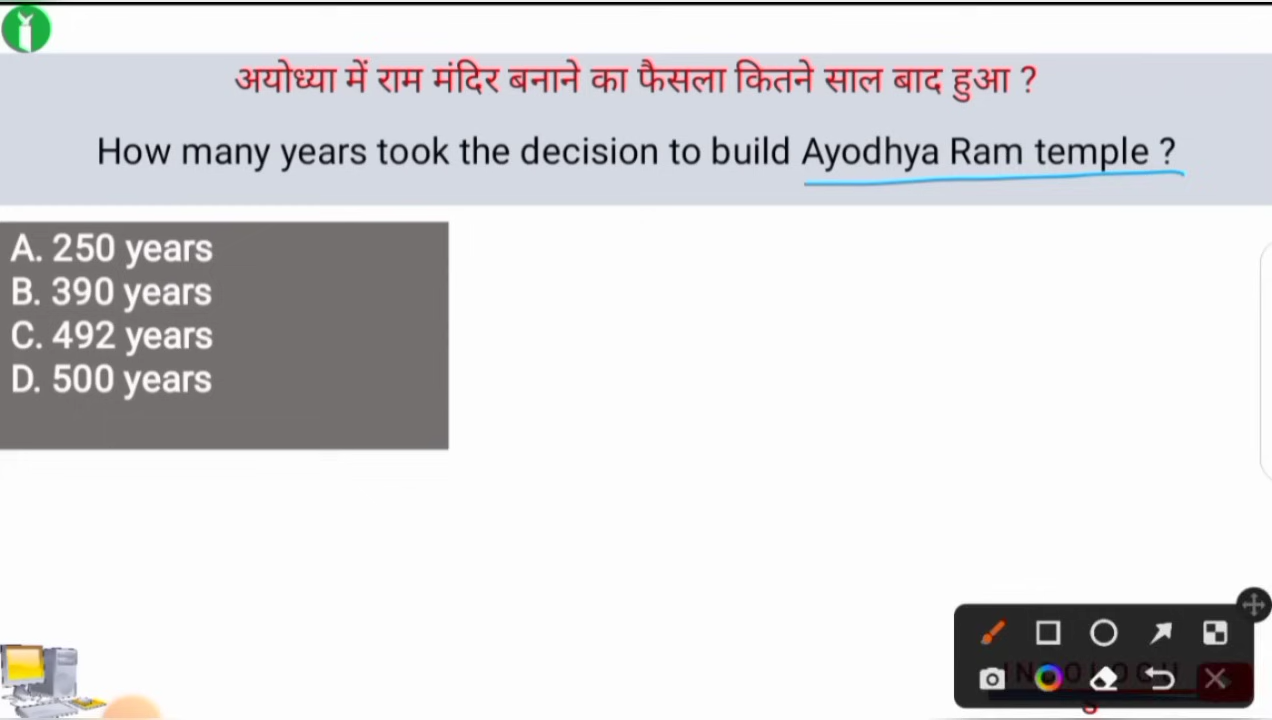 अयोध्या में राम मंदिर बनाने का फैसला कितने साल बाद हुआ ?
How many years took the decision to build Ayodhya Ram temple ?
A. 250 years
B. 390 years
C. 492 years
D. 500 years